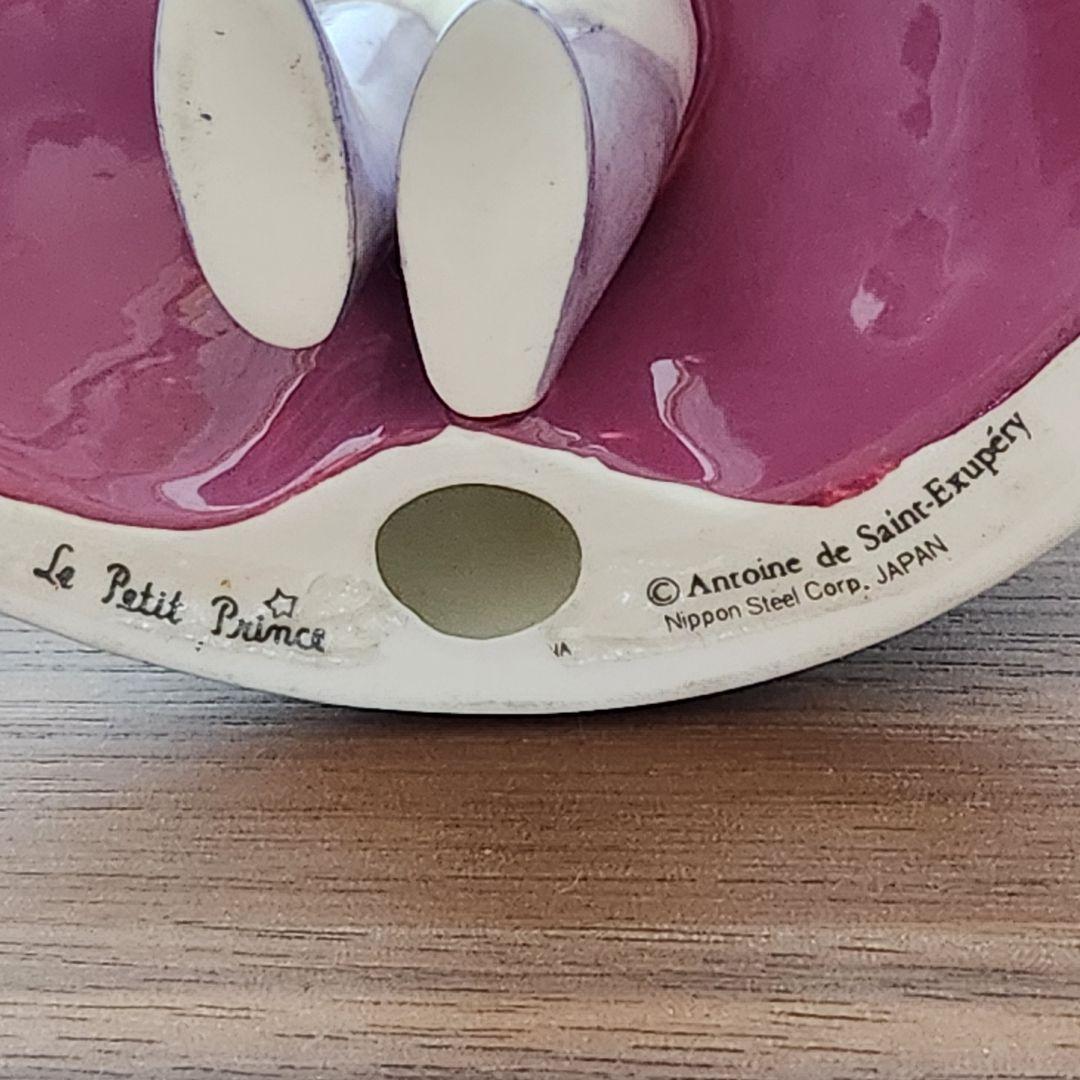 Le Petit Prince
© Antoine de Saint-Exupéry
Nippon Steel Corp. JAPAN